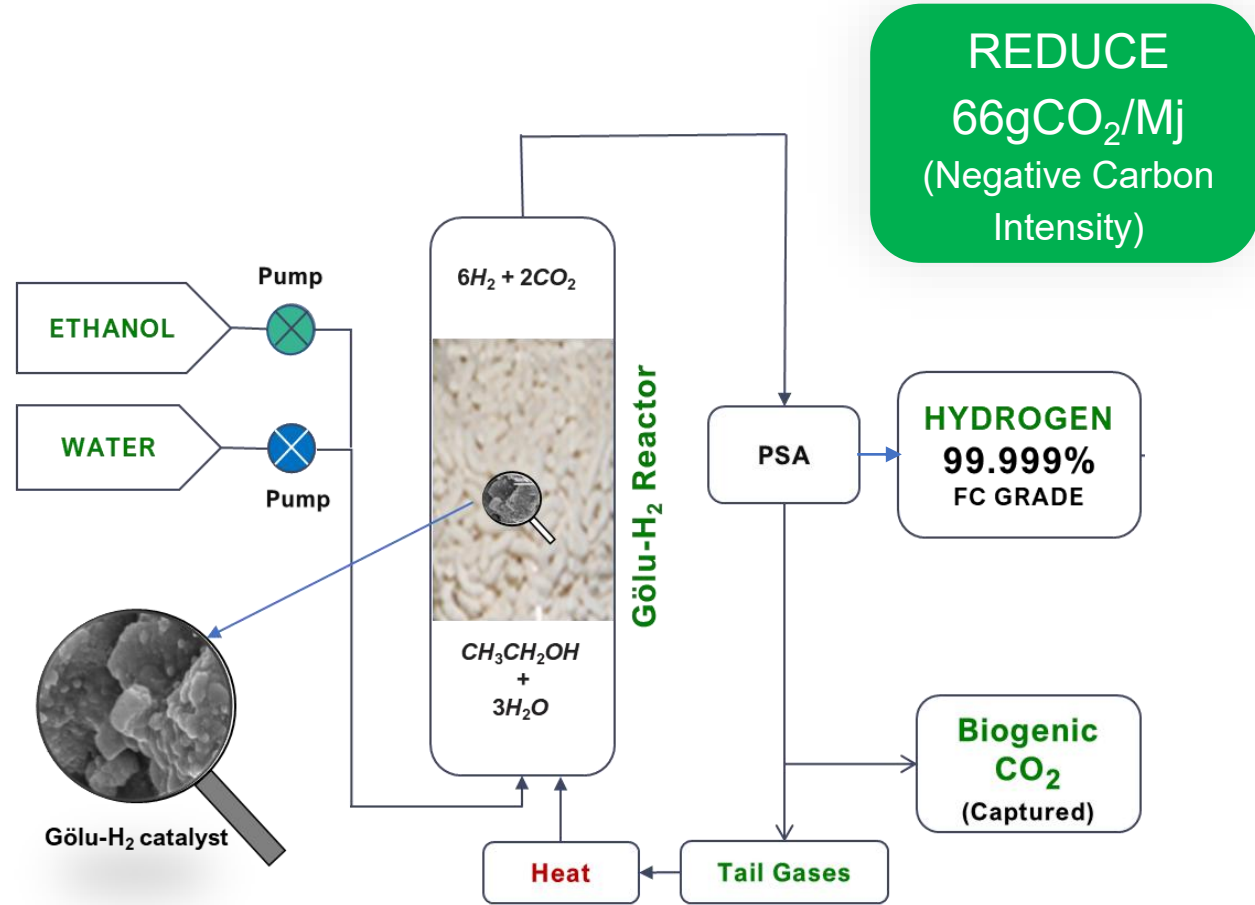 REDUCE
66gCO₂/Mj
(Negative Carbon
Intensity)
Pump
ETHANOL
WATER
Pump
6H₂ + 2CO₂
CH₃CH₂OH
+
3H₂O
Gölu-H₂ Reactor
PSA
HYDROGEN
99.999%
FC GRADE
Biogenic
CO₂
(Captured)
Gölu-H₂ catalyst
Heat
Tail Gases